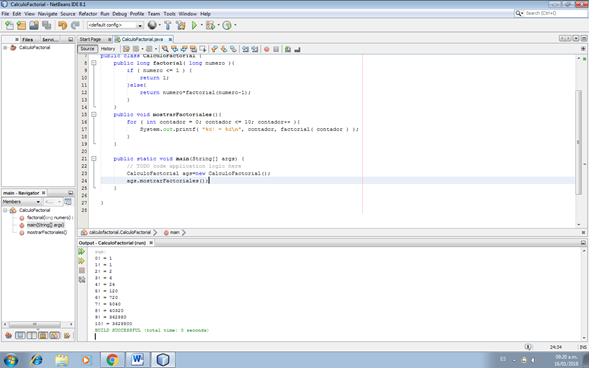 CalculoFactorial - NetBeans IDE 8.1
File Edit View Navigate Source Refactor Run Debug Profile Team Tools Window Help
Search (Ctrl+I)
<default config>
Files
Servi...
Start Page
CalculoFactorial.java
CalculoFactorial
Source
History
7 public class CalculoFactorial {
8 public long factorial( long numero ){
9 if ( numero <= 1 ) {
10 return 1;
11 }else{
12 return numero*factorial(numero-1);
13 }
14 }
15 public void mostrarFactoriales(){
16 for ( int contador = 0; contador <= 10; contador++ ){
17 System.out.printf( "%d! = %d\n", contador, factorial( contador ) );
18 }
19 }
20
21 public static void main(String[] args) {
22 // TODO code application logic here
23 CalculoFactorial ags=new CalculoFactorial();
24 ags.mostrarFactoriales();
25 }
26
27 }
28
main - Navigator
Members
CalculoFactorial
factorial(long numero) :
main(String[] args)
mostrarFactoriales()
calculofactorial.CalculoFactorial
main
Output - CalculoFactorial (run)
run:
0! = 1
1! = 1
2! = 2
3! = 6
4! = 24
5! = 120
6! = 720
7! = 5040
8! = 40320
9! = 362880
10! = 3628800
BUILD SUCCESSFUL (total time: 0 seconds)
24:34
INS
ES